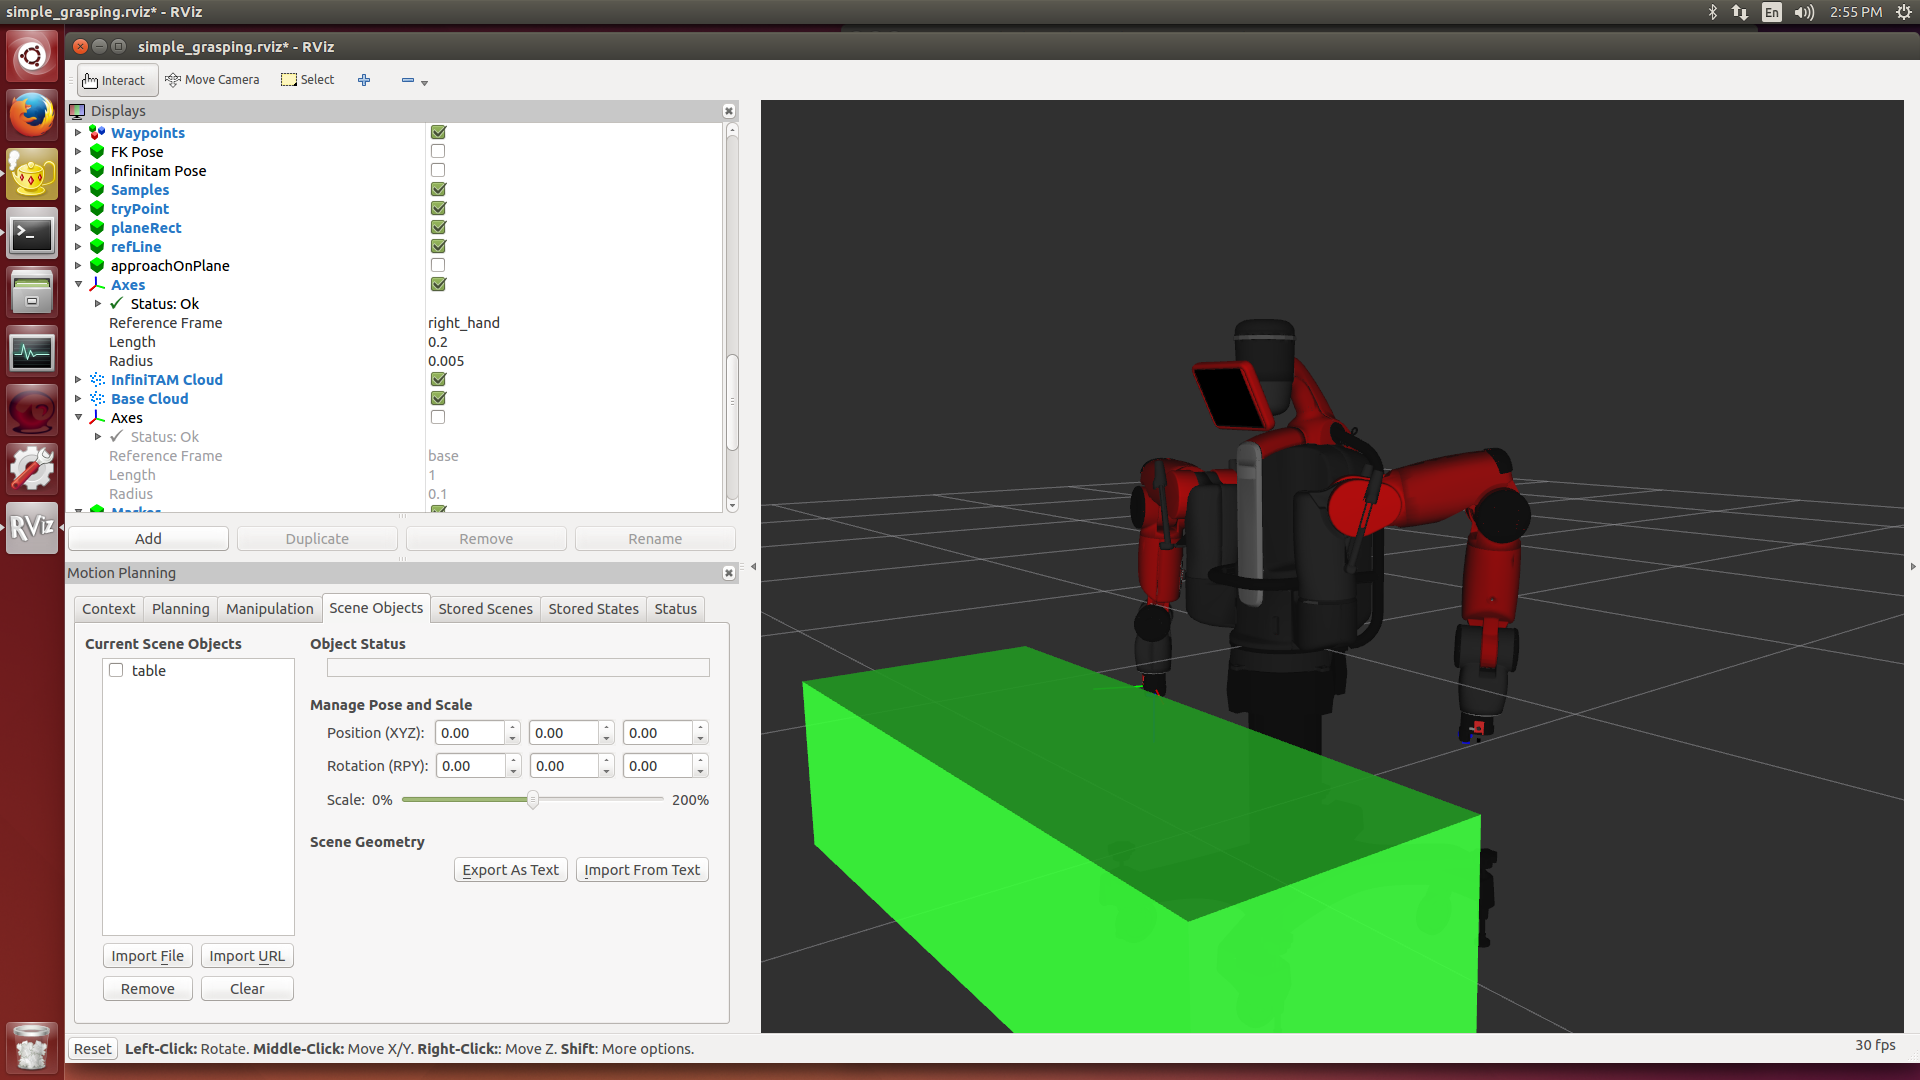 simple_grasping.rviz* - RViz
En
2:55 PM
simple_grasping.rviz* - RViz
Interact
Move Camera
Select
Displays
Waypoints
FK Pose
Infinitam Pose
Samples
tryPoint
planeRect
refLine
approachOnPlane
Axes
Status: Ok
Reference Frame right_hand
Length 0.2
Radius 0.005
InfiniTAM Cloud
Base Cloud
Axes
Status: Ok
Reference Frame base
Length 1
Radius 0.1
Marker
Add Duplicate Remove Rename
RViz
Motion Planning
Context Planning Manipulation Scene Objects Stored Scenes Stored States Status
Current Scene Objects
table
Import File Import URL
Remove Clear
Object Status
Manage Pose and Scale
Position (XYZ): 0.00 0.00 0.00
Rotation (RPY): 0.00 0.00 0.00
Scale: 0% 200%
Scene Geometry
Export As Text Import From Text
Reset Left-Click: Rotate. Middle-Click: Move X/Y. Right-Click:: Move Z. Shift: More options.
30 fps